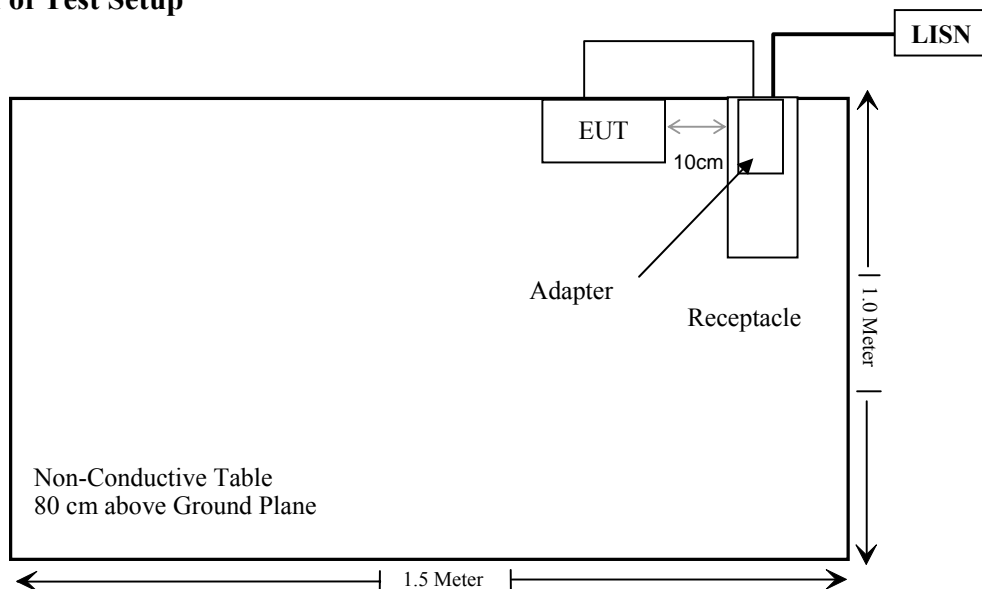 of Test Setup
LISN
EUT
10cm
Adapter
Receptacle
1.0 Meter
Non-Conductive Table
80 cm above Ground Plane
1.5 Meter